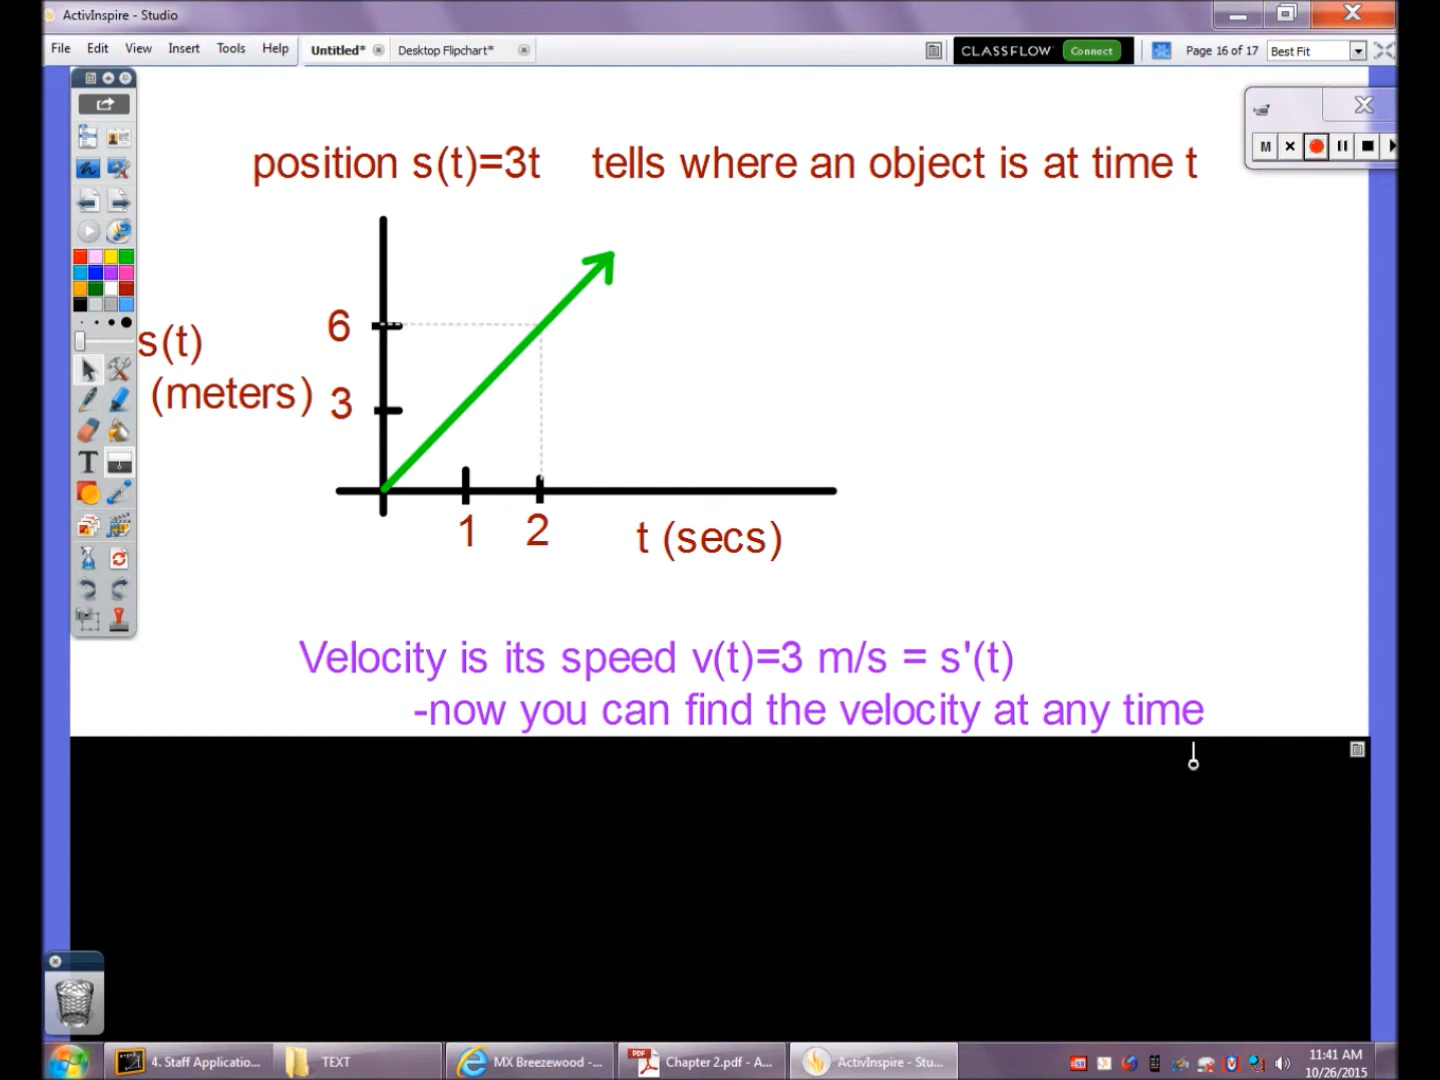 ActivInspire - Studio
File Edit View Insert Tools Help Untitled* Desktop Flipchart* CLASSFLOW Connect Page 16 of 17 Best Fit
M
position s(t)=3t tells where an object is at time t
6
s(t)
(meters) 3
1 2 t (secs)
Velocity is its speed v(t)=3 m/s = s'(t)
-now you can find the velocity at any time
4. Staff Applicatio... TEXT MX Breezewood -... Chapter 2.pdf - A... ActivInspire - Stu... 11:41 AM
10/26/2015